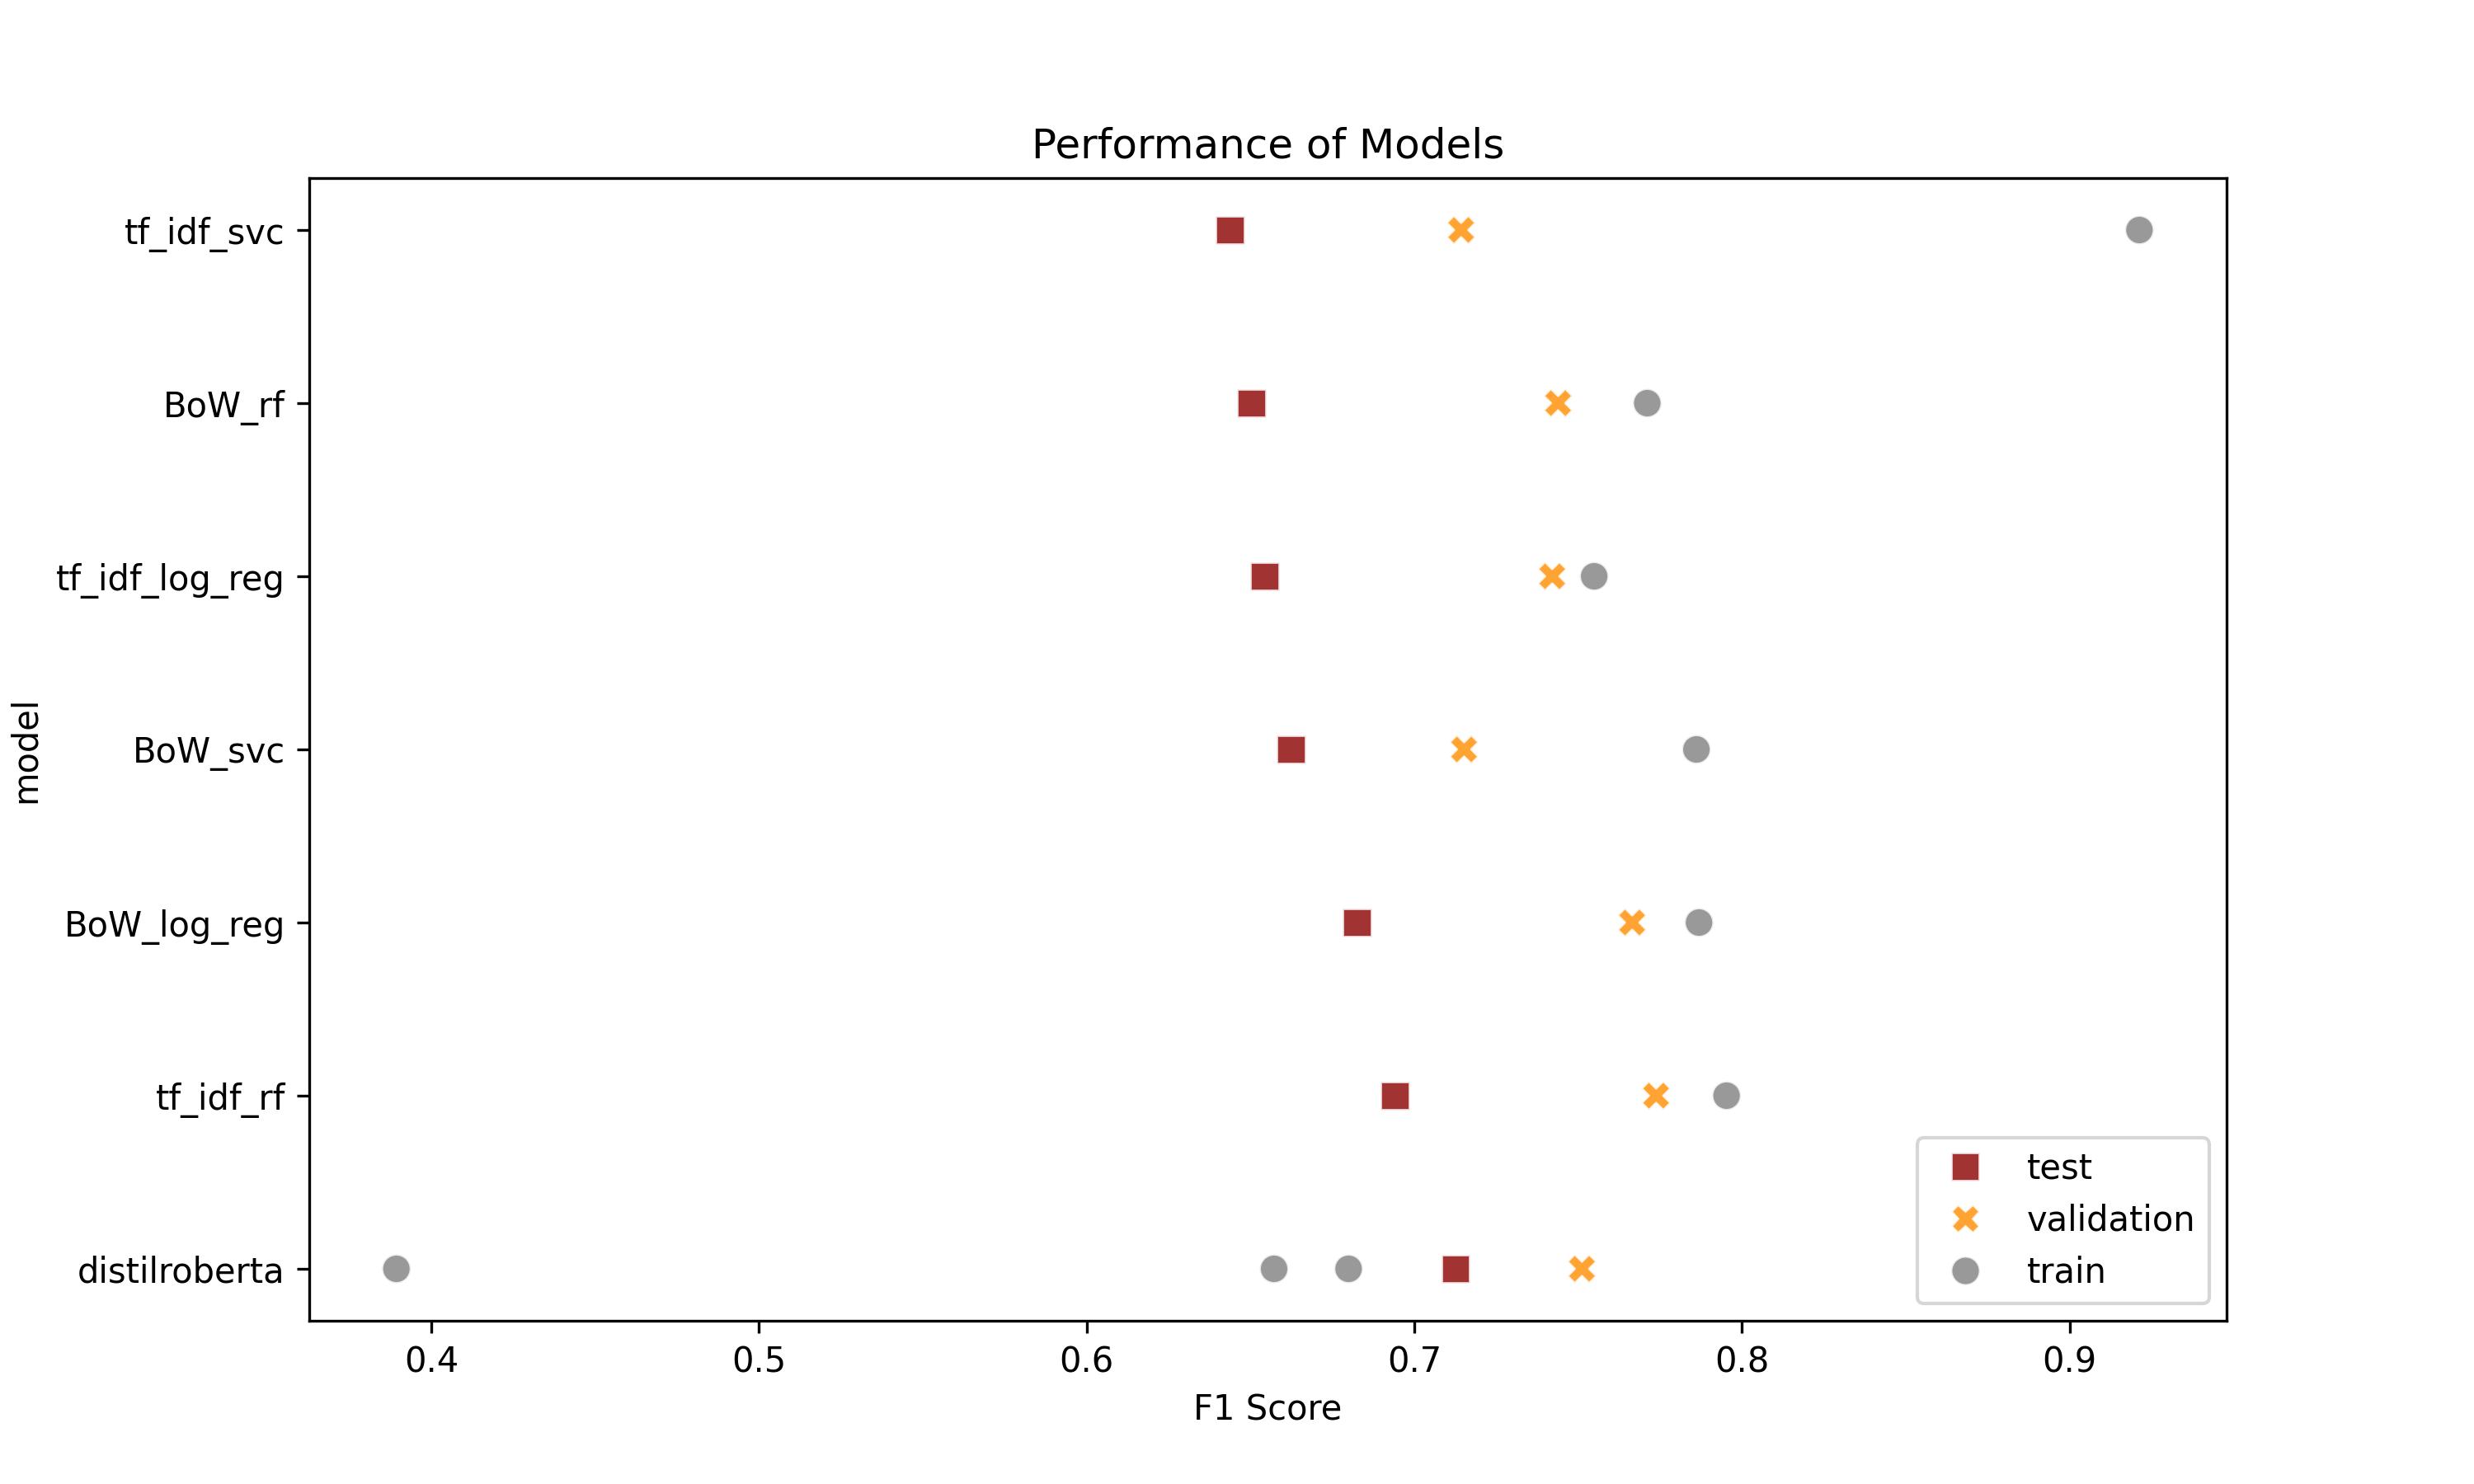 Performance of Models
tf_idf_svc
BoW_rf
tf_idf_log_reg
BoW_svc
BoW_log_reg
tf_idf_rf
distilroberta
model
test
validation
train
0.4 0.5 0.6 0.7 0.8 0.9
F1 Score